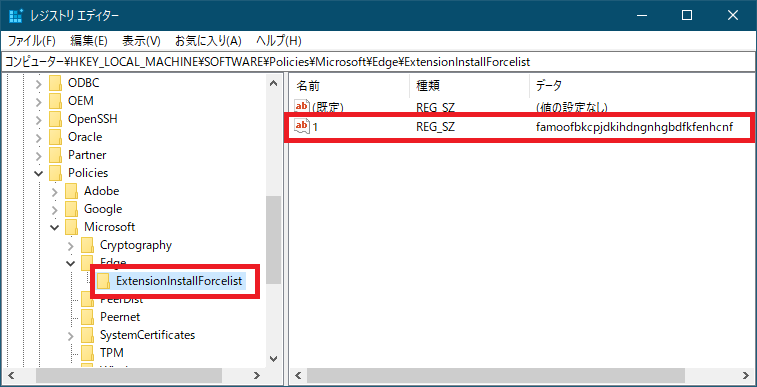 レジストリ エディター
ファイル(F) 編集(E) 表示(V) お気に入り(A) ヘルプ(H)
コンピューター¥HKEY_LOCAL_MACHINE¥SOFTWARE¥Policies¥Microsoft¥Edge¥ExtensionInstallForcelist
ODBC
OEM
OpenSSH
Oracle
Partner
Policies
Adobe
Google
Microsoft
Cryptography
Edge
ExtensionInstallForcelist
PeerDist
Peernet
SystemCertificates
TPM
名前 種類 データ
(既定) REG_SZ (値の設定なし)
1 REG_SZ famoofbkcpjdkihdngnhgbdfkfenhcnf